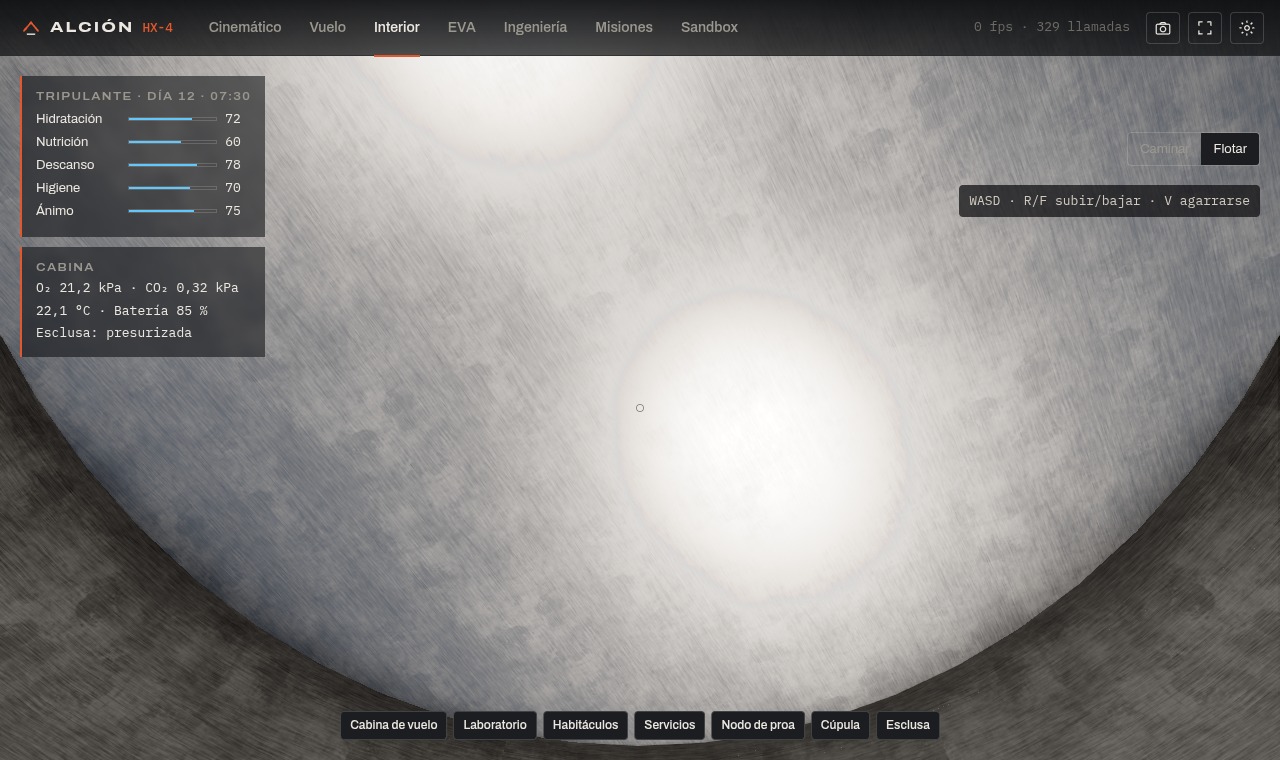 ALCIÓN HX-4 Cinemático Vuelo Interior EVA Ingeniería Misiones Sandbox 0 fps · 329 llamadas
TRIPULANTE · DÍA 12 · 07:30
Hidratación 72
Nutrición 60
Descanso 78
Higiene 70
Ánimo 75
CABINA
O₂ 21,2 kPa · CO₂ 0,32 kPa
22,1 °C · Batería 85 %
Esclusa: presurizada
Caminar Flotar
WASD · R/F subir/bajar · V agarrarse
Cabina de vuelo Laboratorio Habitáculos Servicios Nodo de proa Cúpula Esclusa